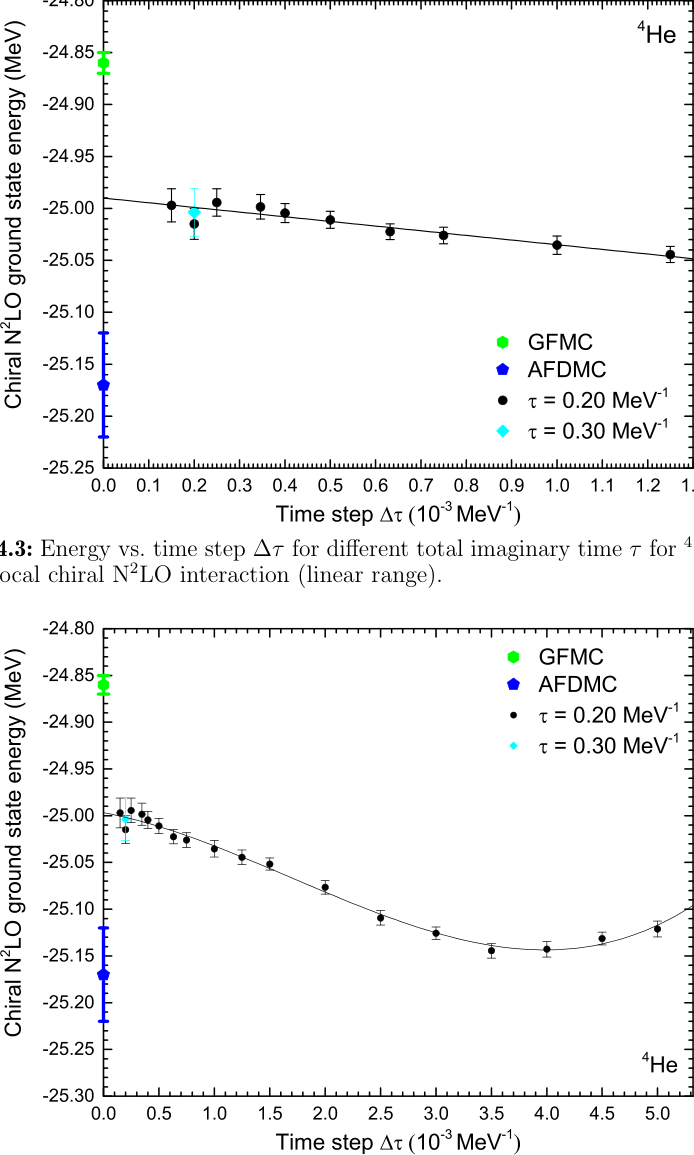 -24.80
-24.85
-24.90
-24.95
-25.00
-25.05
-25.10
-25.15
-25.20
-25.25
Chiral N²LO ground state energy (MeV)
⁴He
GFMC
AFDMC
τ = 0.20 MeV⁻¹
τ = 0.30 MeV⁻¹
0.0 0.1 0.2 0.3 0.4 0.5 0.6 0.7 0.8 0.9 1.0 1.1 1.2 1.
Time step Δτ (10⁻³ MeV⁻¹)
4.3: Energy vs. time step Δτ for different total imaginary time τ for ⁴
ocal chiral N²LO interaction (linear range).
-24.80
-24.85
-24.90
-24.95
-25.00
-25.05
-25.10
-25.15
-25.20
-25.25
-25.30
Chiral N²LO ground state energy (MeV)
GFMC
AFDMC
τ = 0.20 MeV⁻¹
τ = 0.30 MeV⁻¹
⁴He
0.0 0.5 1.0 1.5 2.0 2.5 3.0 3.5 4.0 4.5 5.0
Time step Δτ (10⁻³ MeV⁻¹)